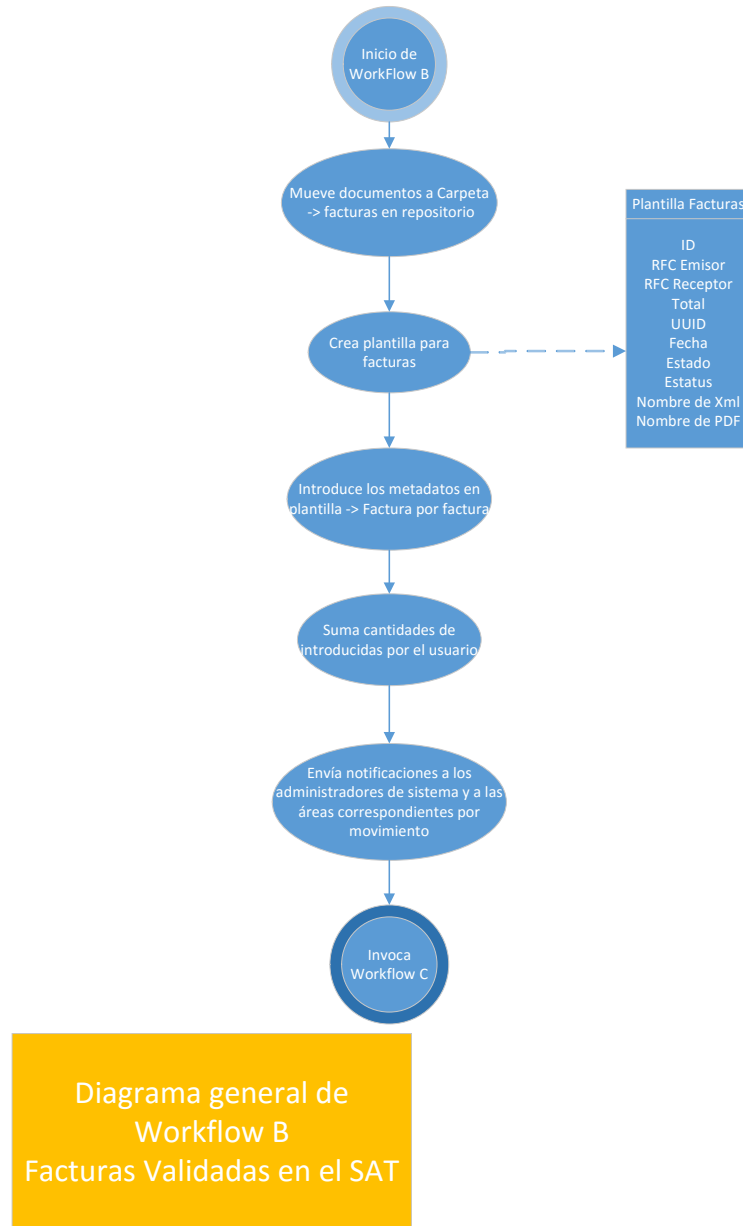 Inicio de
WorkFlow B
Mueve documentos a Carpeta
-> facturas en repositorio
Plantilla Facturas
ID
RFC Emisor
RFC Receptor
Total
UUID
Fecha
Estado
Estatus
Nombre de Xml
Nombre de PDF
Crea plantilla para
facturas
Introduce los metadatos en
plantilla -> Factura por factura
Suma cantidades de
introducidas por el usuario
Envía notificaciones a los
administradores de sistema y a las
áreas correspondientes por
movimiento
Invoca
Workflow C
Diagrama general de
Workflow B
Facturas Validadas en el SAT